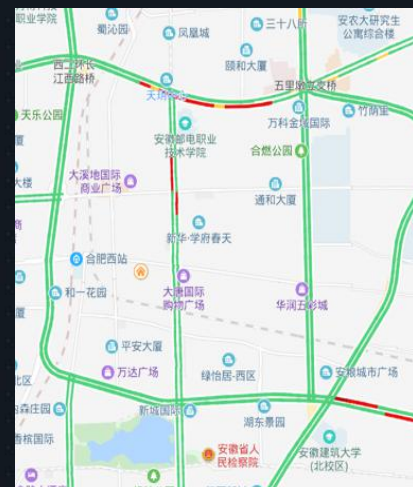 职业学院
蜀沁园
凤凰城
三十八所
安农大研究生
公寓综合楼
颐和大厦
西二环长
江西路桥
五里墩立交桥
天乐公园
竹荫里
万科金域国际
安徽邮电职业
技术学院
合燃公园
大溪地国际
商业广场
大楼
通和大厦
新华·学府春天
合肥西站
和一花园
大唐国际
购物广场
华润五彩城
平安大厦
万达广场
绿怡居-西区
安粮城市广场
北区
新城国际
湖东景园
香槟国际
安徽省人
民检察院
安徽建筑大学
(北校区)